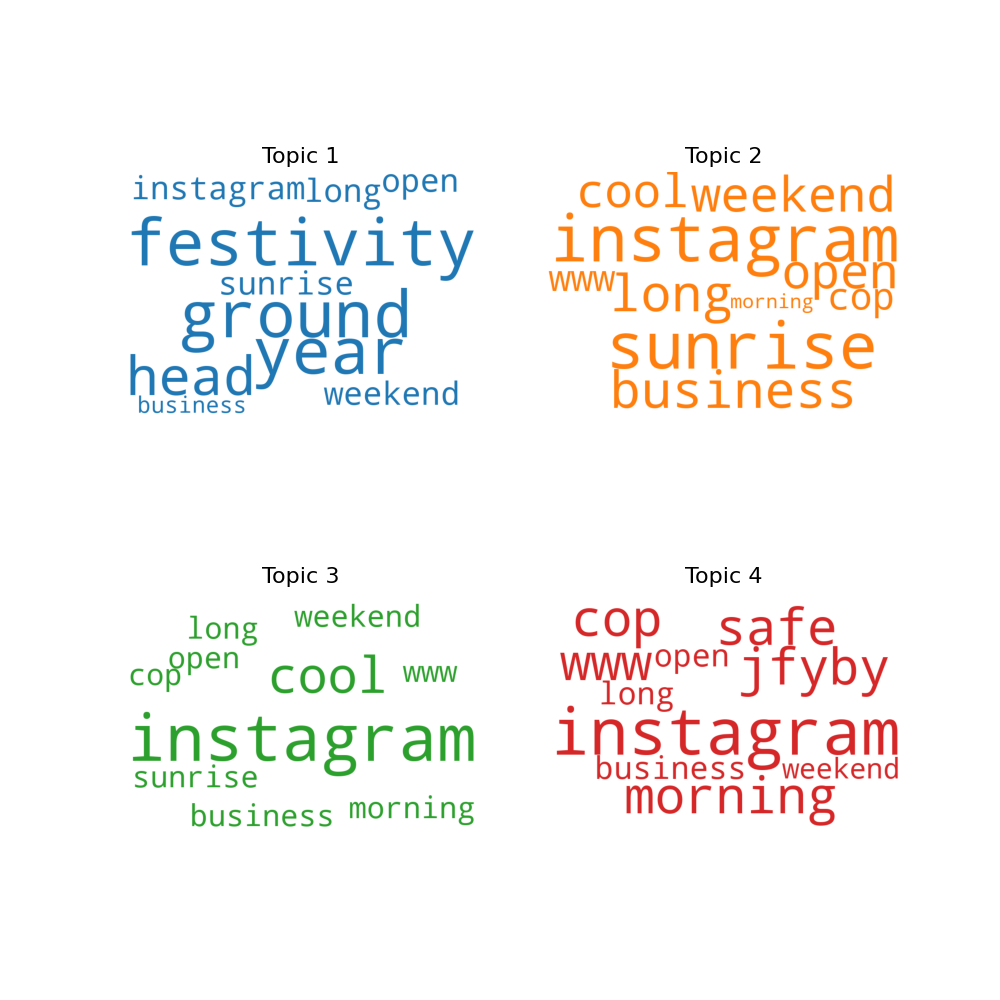 Topic 1
instagram long open
festivity
sunrise
ground
year
head
weekend
business
Topic 2
cool weekend
instagram
open
www long morning cop
sunrise
business
Topic 3
weekend
long
open
cop cool www
instagram
sunrise
business morning
Topic 4
cop safe
www open jfyby
long
instagram
business weekend
morning